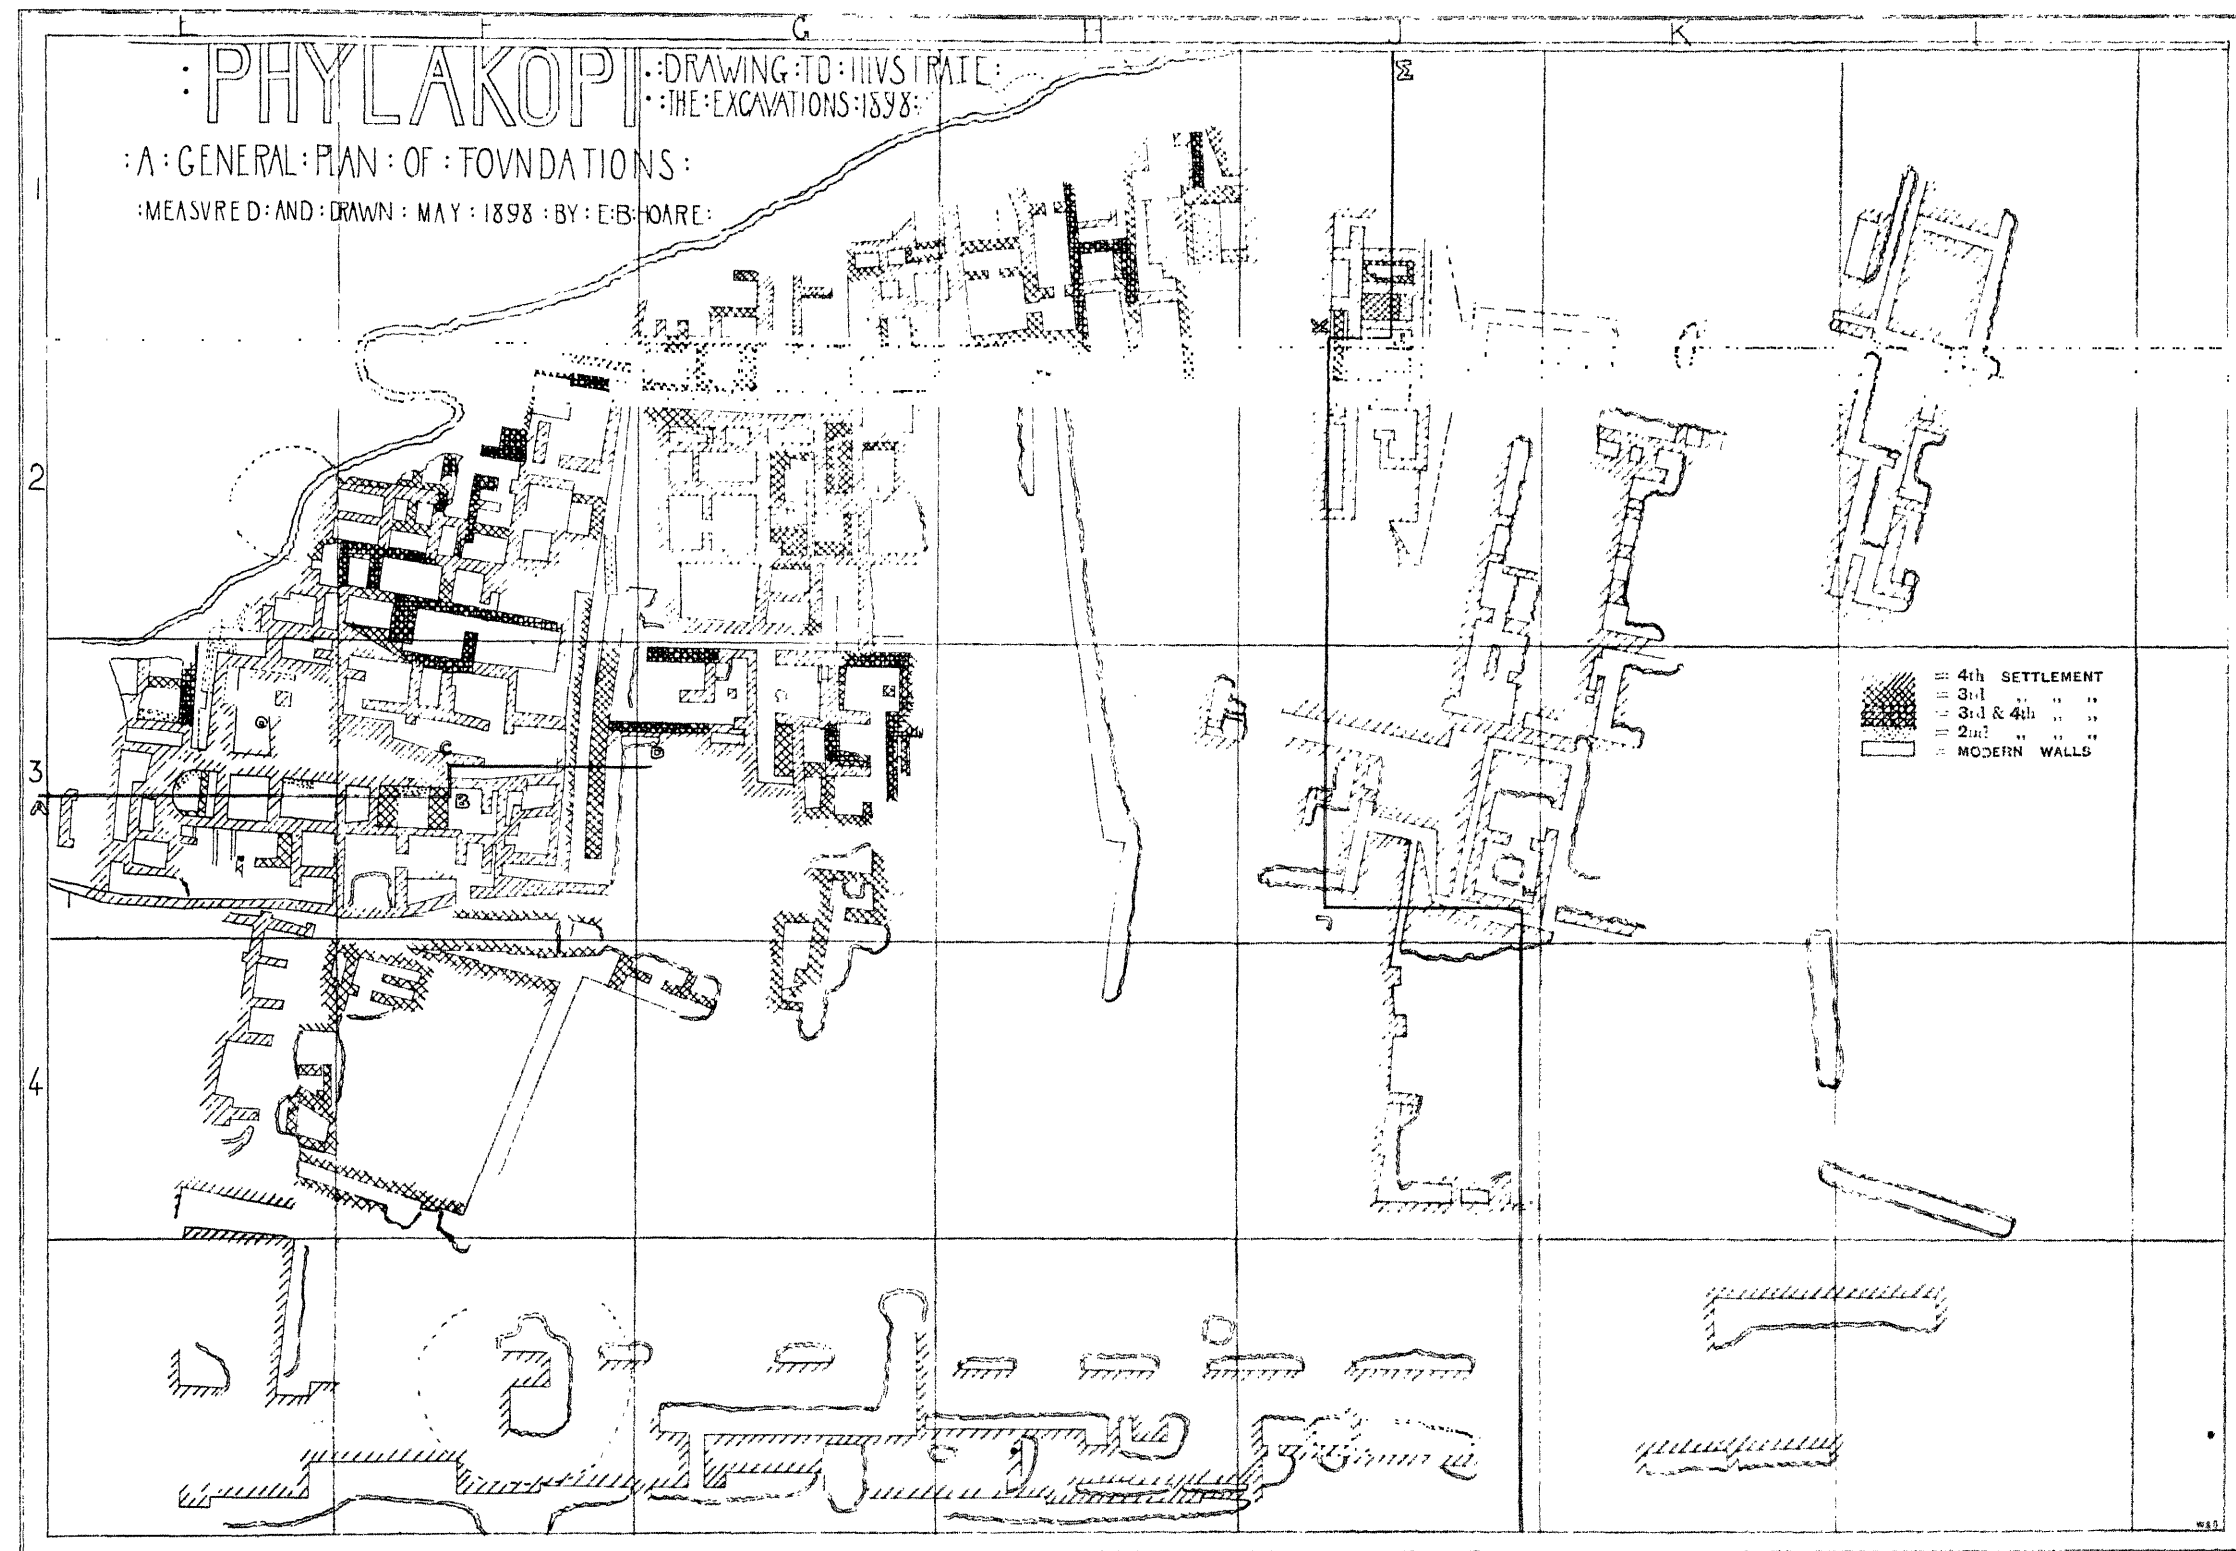 E F G H J K L
:PHYLAKOPI:
:DRAWING:TO:ILLVSTRATE:
:THE:EXCAVATIONS:1898:
:A:GENERAL:PLAN:OF:FOVNDATIONS:
:MEASVRED:AND:DRAWN:MAY:1898:BY:E:B:HOARE:
1
2
3
4
Σ
K
A
B
C
D
J
= 4th SETTLEMENT
= 3rd " " "
= 3rd & 4th " "
= 2nd " " "
= MODERN WALLS